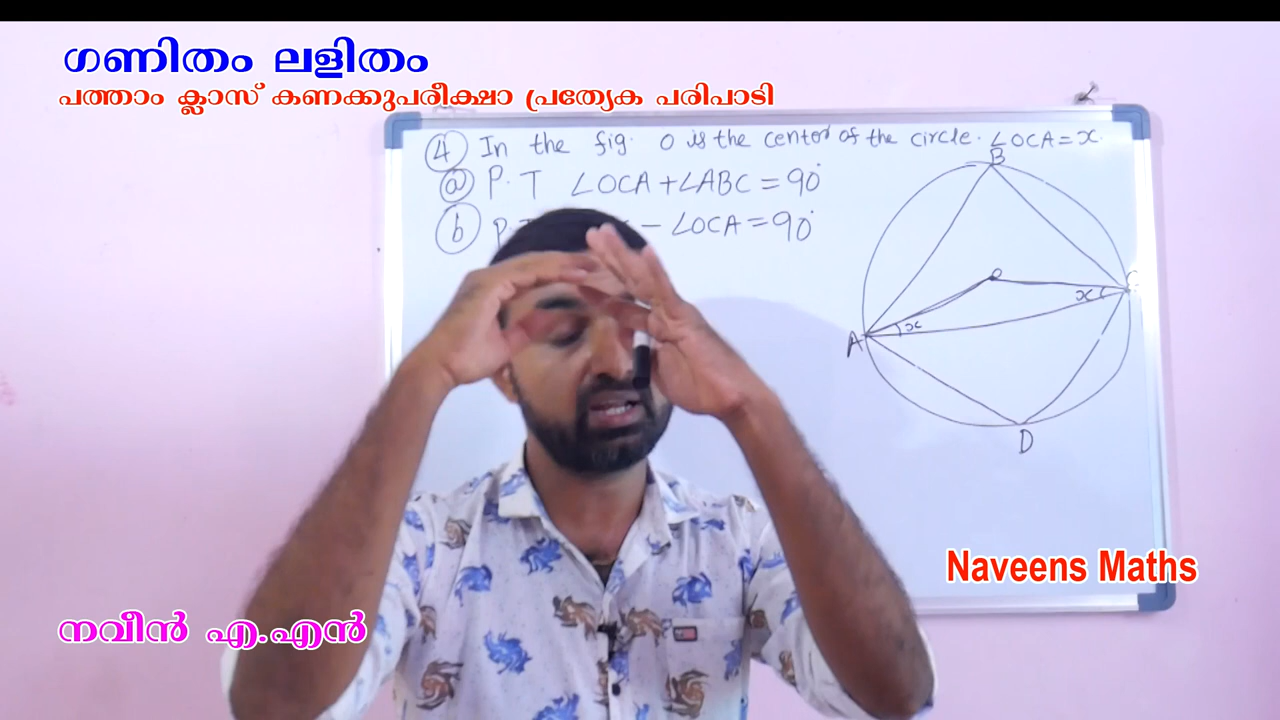 ഗണിതം ലളിതം
പത്താം ക്ലാസ് കണക്കുപരീക്ഷാ പ്രത്യേക പരിപാടി
4 In the fig. O is the center of the circle. ∠OCA = x.
a P.T ∠OCA + ∠ABC = 90°
b P.T − ∠OCA = 90°
B
O
C
x
x
A
D
Naveens Maths
നവീൻ എ.എൻ